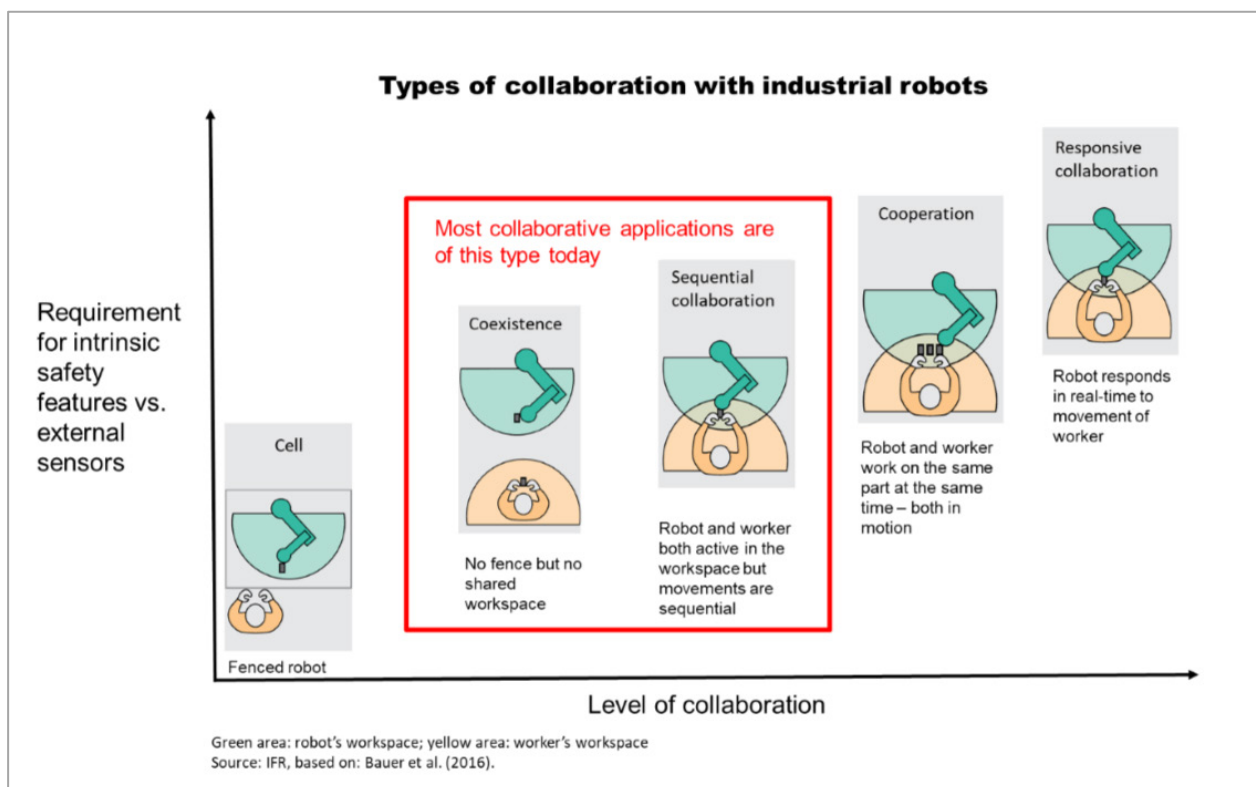 Types of collaboration with industrial robots
Requirement
for intrinsic
safety
features vs.
external
sensors
Cell
Fenced robot
Most collaborative applications are
of this type today
Coexistence
No fence but no
shared
workspace
Sequential
collaboration
Robot and worker
both active in the
workspace but
movements are
sequential
Cooperation
Robot and worker
work on the same
part at the same
time – both in
motion
Responsive
collaboration
Robot responds
in real-time to
movement of
worker
Level of collaboration
Green area: robot's workspace; yellow area: worker's workspace
Source: IFR, based on: Bauer et al. (2016).